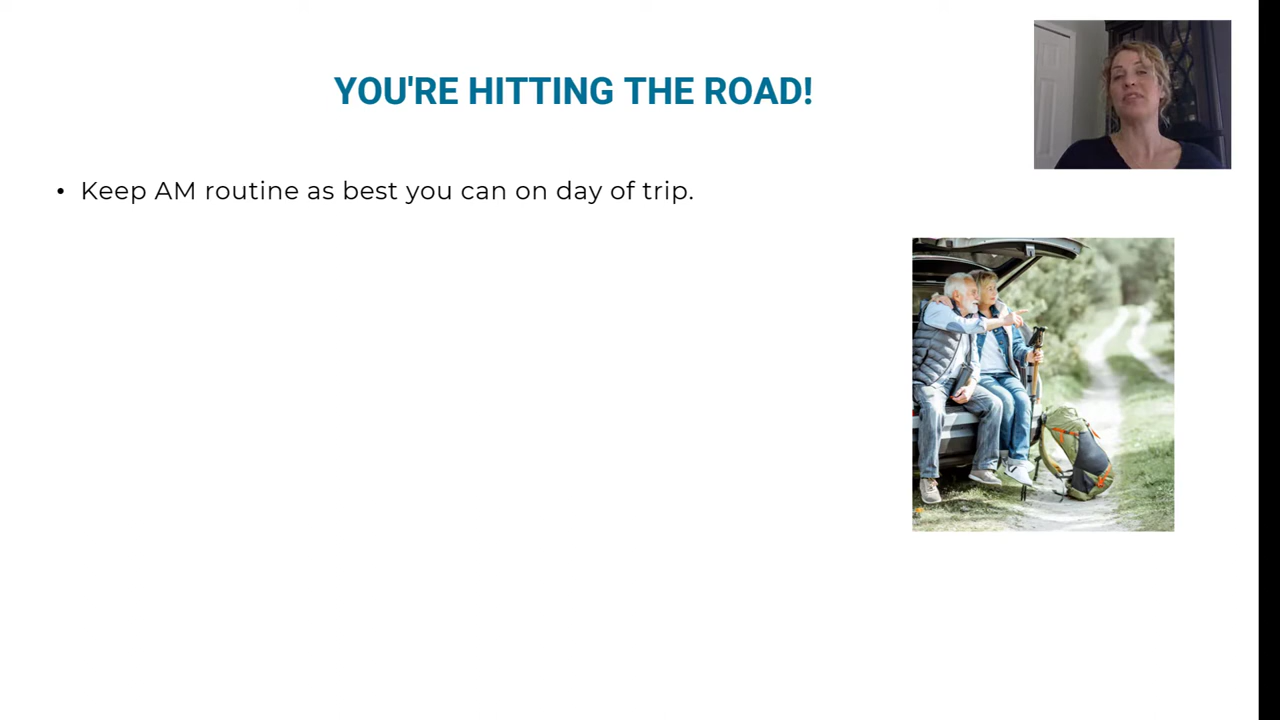 YOU'RE HITTING THE ROAD!
• Keep AM routine as best you can on day of trip.